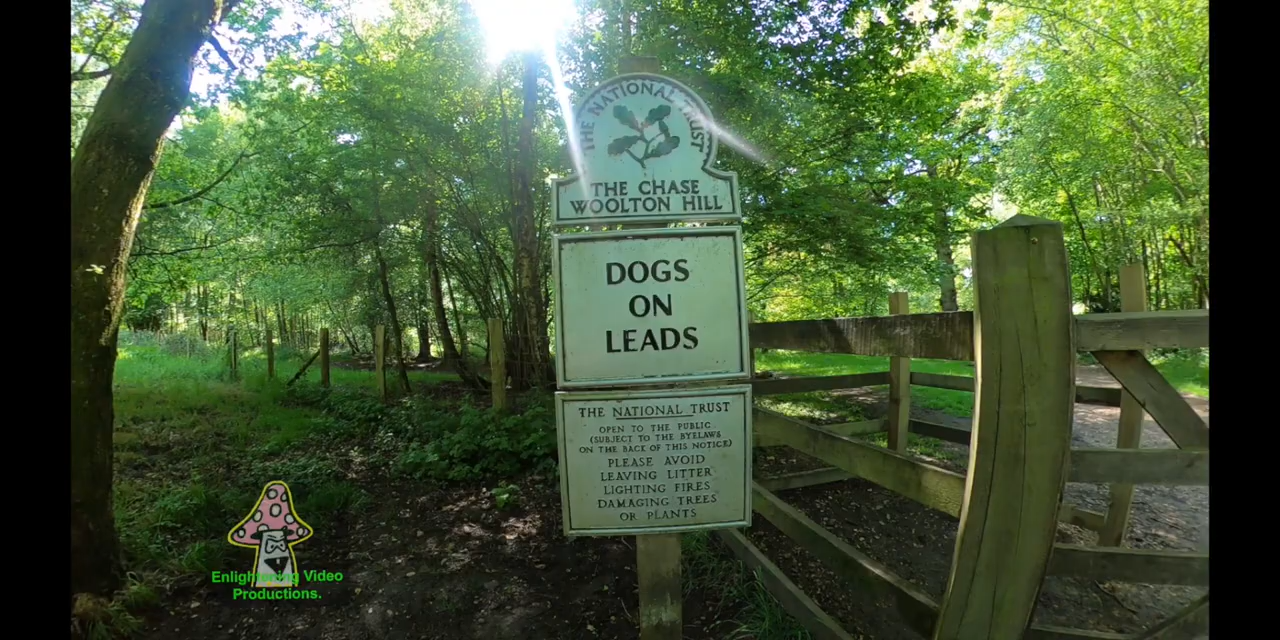 THE NATIONAL TRUST
THE CHASE
WOOLTON HILL
DOGS
ON
LEADS
THE NATIONAL TRUST
OPEN TO THE PUBLIC
(SUBJECT TO THE BYELAWS
ON THE BACK OF THIS NOTICE)
PLEASE AVOID
LEAVING LITTER
LIGHTING FIRES
DAMAGING TREES
OR PLANTS
Enlightening Video
Productions.